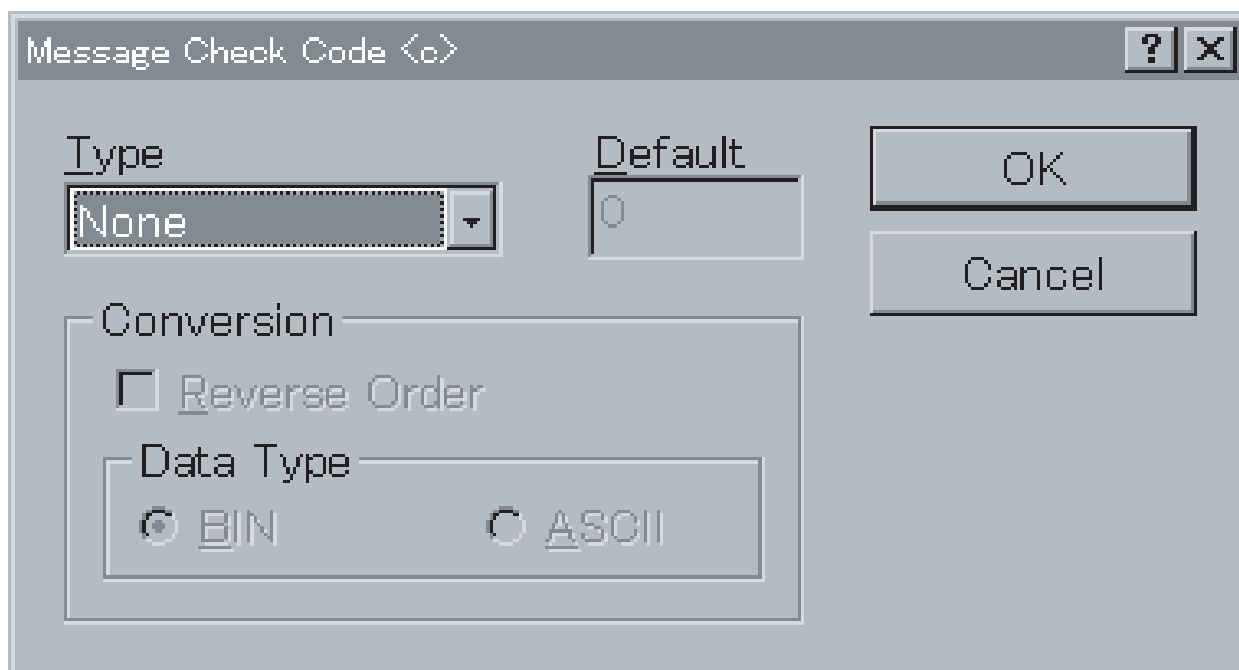 Message Check Code <c>
Type
Default
None
0
OK
Cancel
Conversion
Reverse Order
Data Type
BIN
ASCII